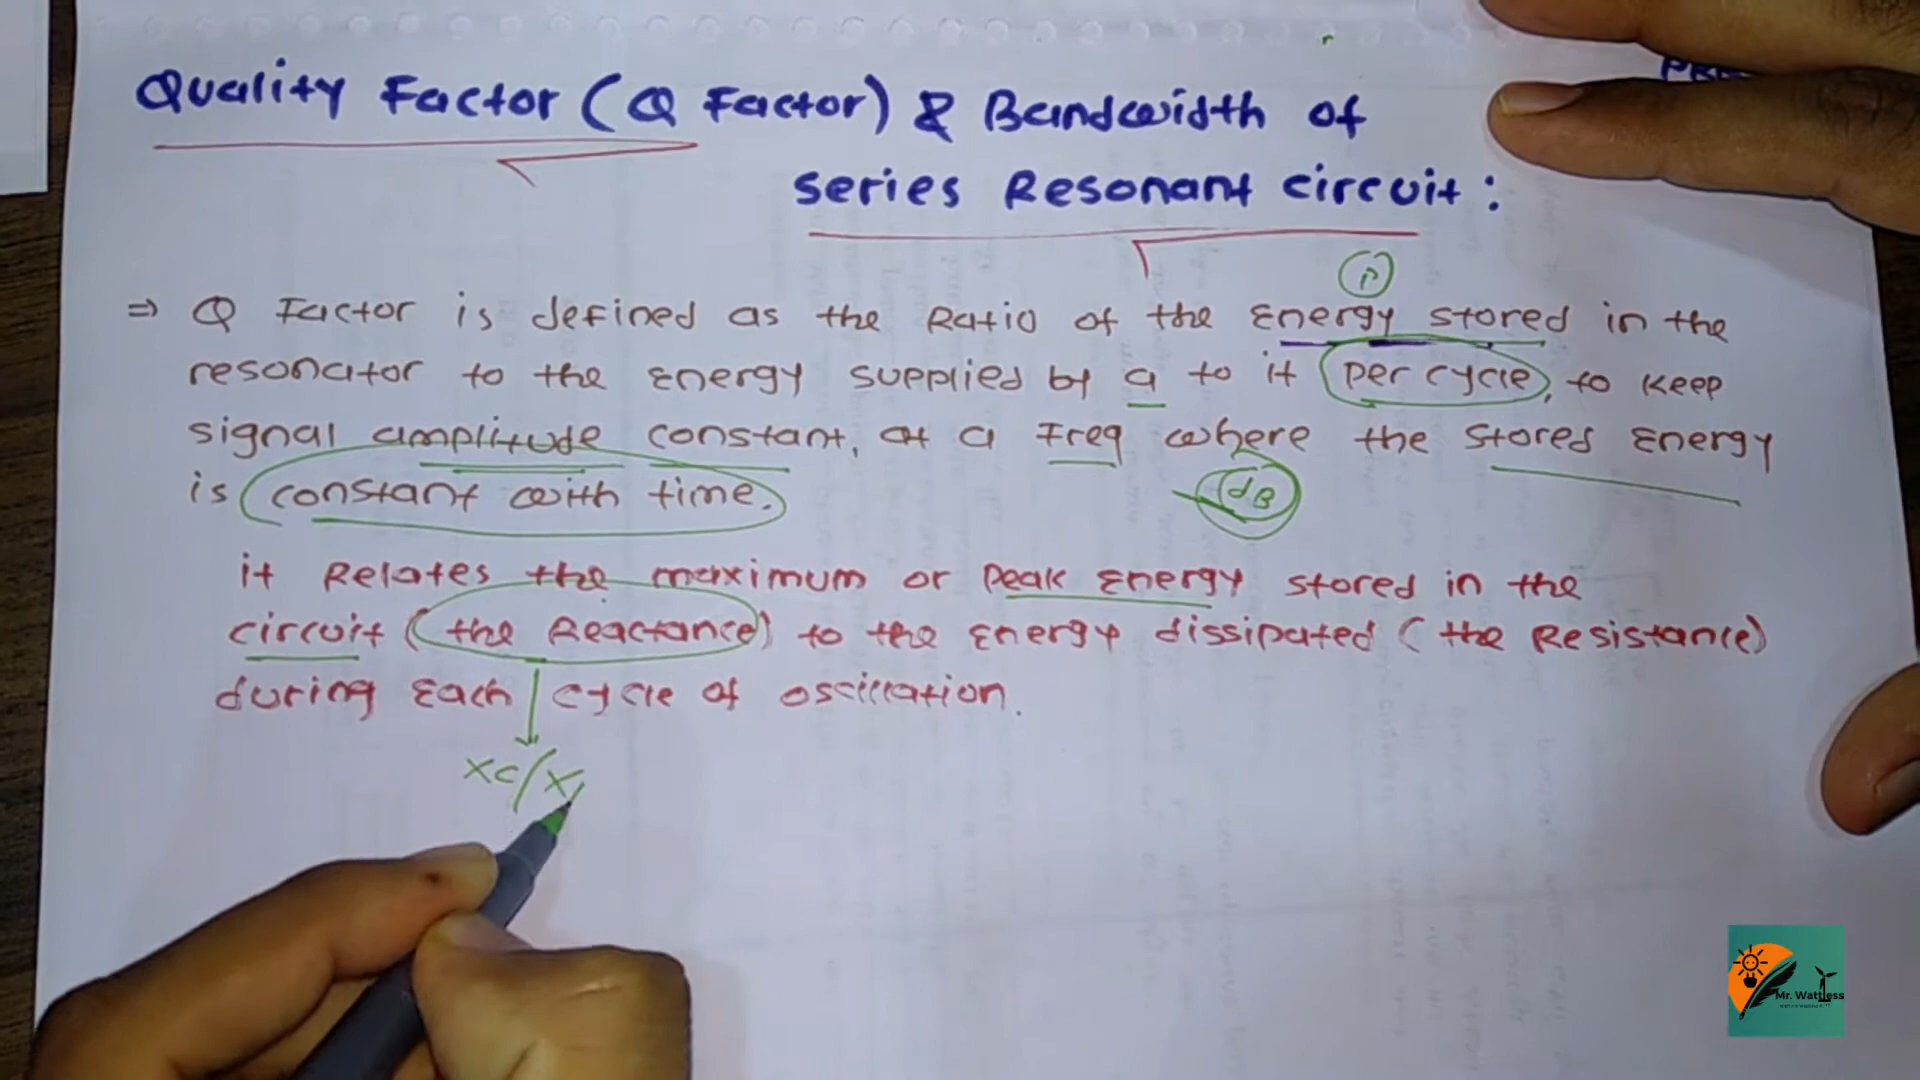 Quality Factor (Q Factor) & Bandwidth of
series Resonant circuit:
⇒ Q Factor is defined as the Ratio of the Energy stored in the
resonator to the Energy supplied by a to it per cycle, to keep
signal amplitude constant, at a Freq where the stored Energy
is constant with time.
dB
it Relates the maximum or peak Energy stored in the
circuit (the Reactance) to the Energy dissipated (the Resistance)
during Each cycle of oscillation.
Xc/X
Mr. Wattless